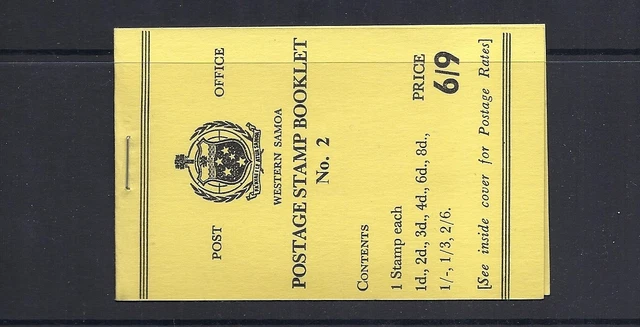 POST OFFICE
WESTERN SAMOA
POSTAGE STAMP BOOKLET
No. 2
CONTENTS
1 Stamp each
1d., 2d., 3d., 4d., 6d., 8d.,
1/-, 1/3, 2/6.
PRICE
6/9
[See inside cover for Postage Rates]